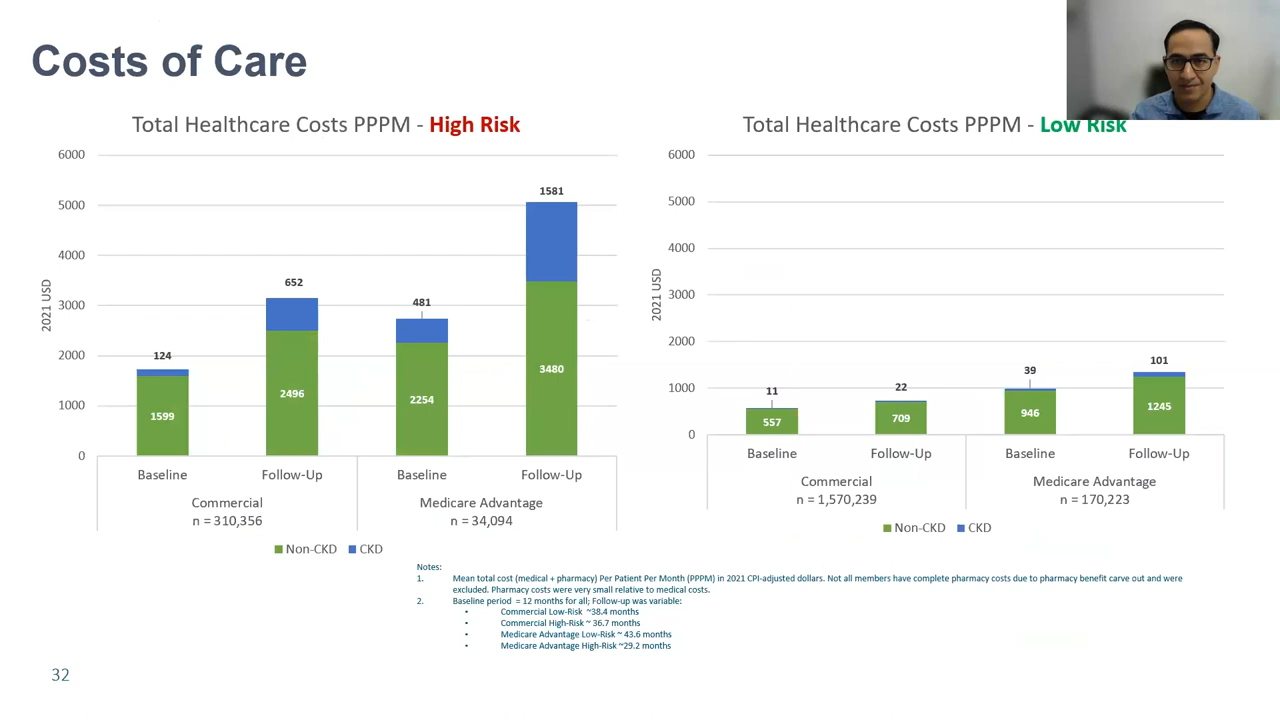 Costs of Care
Total Healthcare Costs PPPM - High Risk
6000
5000
4000
3000
2000
1000
0
2021 USD
124
1599
652
2496
481
2254
1581
3480
Baseline
Follow-Up
Baseline
Follow-Up
Commercial
n = 310,356
Medicare Advantage
n = 34,094
Non-CKD
CKD
Total Healthcare Costs PPPM - Low Risk
6000
5000
4000
3000
2000
1000
0
2021 USD
11
557
22
709
39
946
101
1245
Baseline
Follow-Up
Baseline
Follow-Up
Commercial
n = 1,570,239
Medicare Advantage
n = 170,223
Non-CKD
CKD
Notes:
1. Mean total cost (medical + pharmacy) Per Patient Per Month (PPPM) in 2021 CPI-adjusted dollars. Not all members have complete pharmacy costs due to pharmacy benefit carve out and were
excluded. Pharmacy costs were very small relative to medical costs.
2. Baseline period = 12 months for all; Follow-up was variable:
• Commercial Low-Risk ~38.4 months
• Commercial High-Risk ~ 36.7 months
• Medicare Advantage Low-Risk ~ 43.6 months
• Medicare Advantage High-Risk ~29.2 months
32